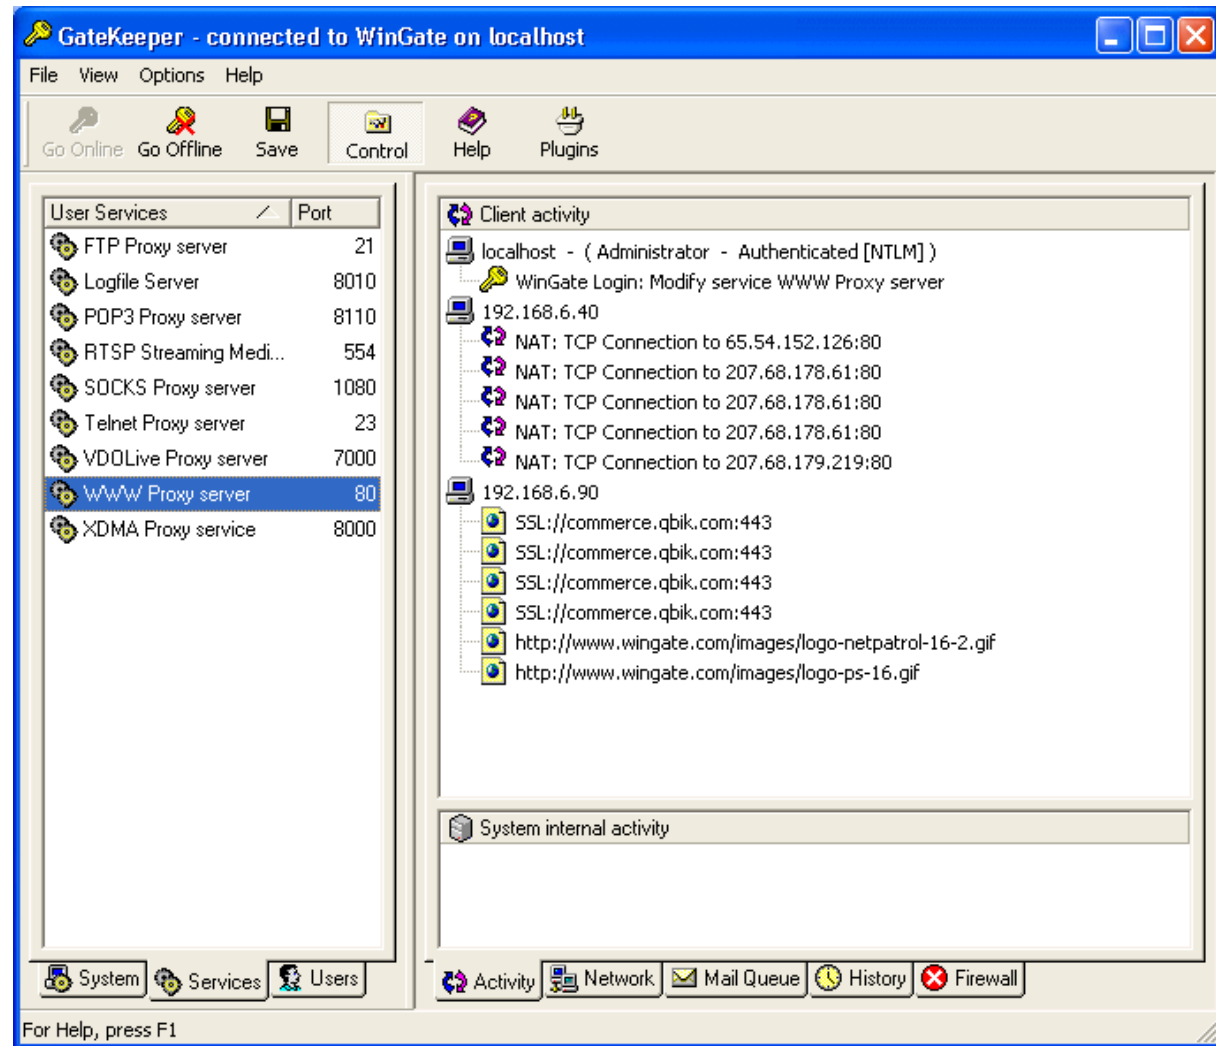 GateKeeper - connected to WinGate on localhost
File View Options Help
Go Online Go Offline Save Control Help Plugins
User Services Port
FTP Proxy server 21
Logfile Server 8010
POP3 Proxy server 8110
RTSP Streaming Medi... 554
SOCKS Proxy server 1080
Telnet Proxy server 23
VDOLive Proxy server 7000
WWW Proxy server 80
XDMA Proxy service 8000
System Services Users
Client activity
localhost - ( Administrator - Authenticated [NTLM] )
WinGate Login: Modify service WWW Proxy server
192.168.6.40
NAT: TCP Connection to 65.54.152.126:80
NAT: TCP Connection to 207.68.178.61:80
NAT: TCP Connection to 207.68.178.61:80
NAT: TCP Connection to 207.68.178.61:80
NAT: TCP Connection to 207.68.179.219:80
192.168.6.90
SSL://commerce.qbik.com:443
SSL://commerce.qbik.com:443
SSL://commerce.qbik.com:443
SSL://commerce.qbik.com:443
http://www.wingate.com/images/logo-netpatrol-16-2.gif
http://www.wingate.com/images/logo-ps-16.gif
System internal activity
Activity Network Mail Queue History Firewall
For Help, press F1